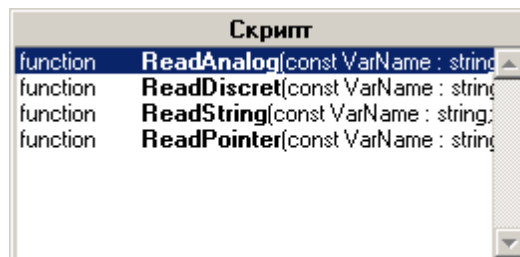 Скрипт
function ReadAnalog(const VarName : string
function ReadDiscret(const VarName : string
function ReadString(const VarName : string;
function ReadPointer(const VarName : string